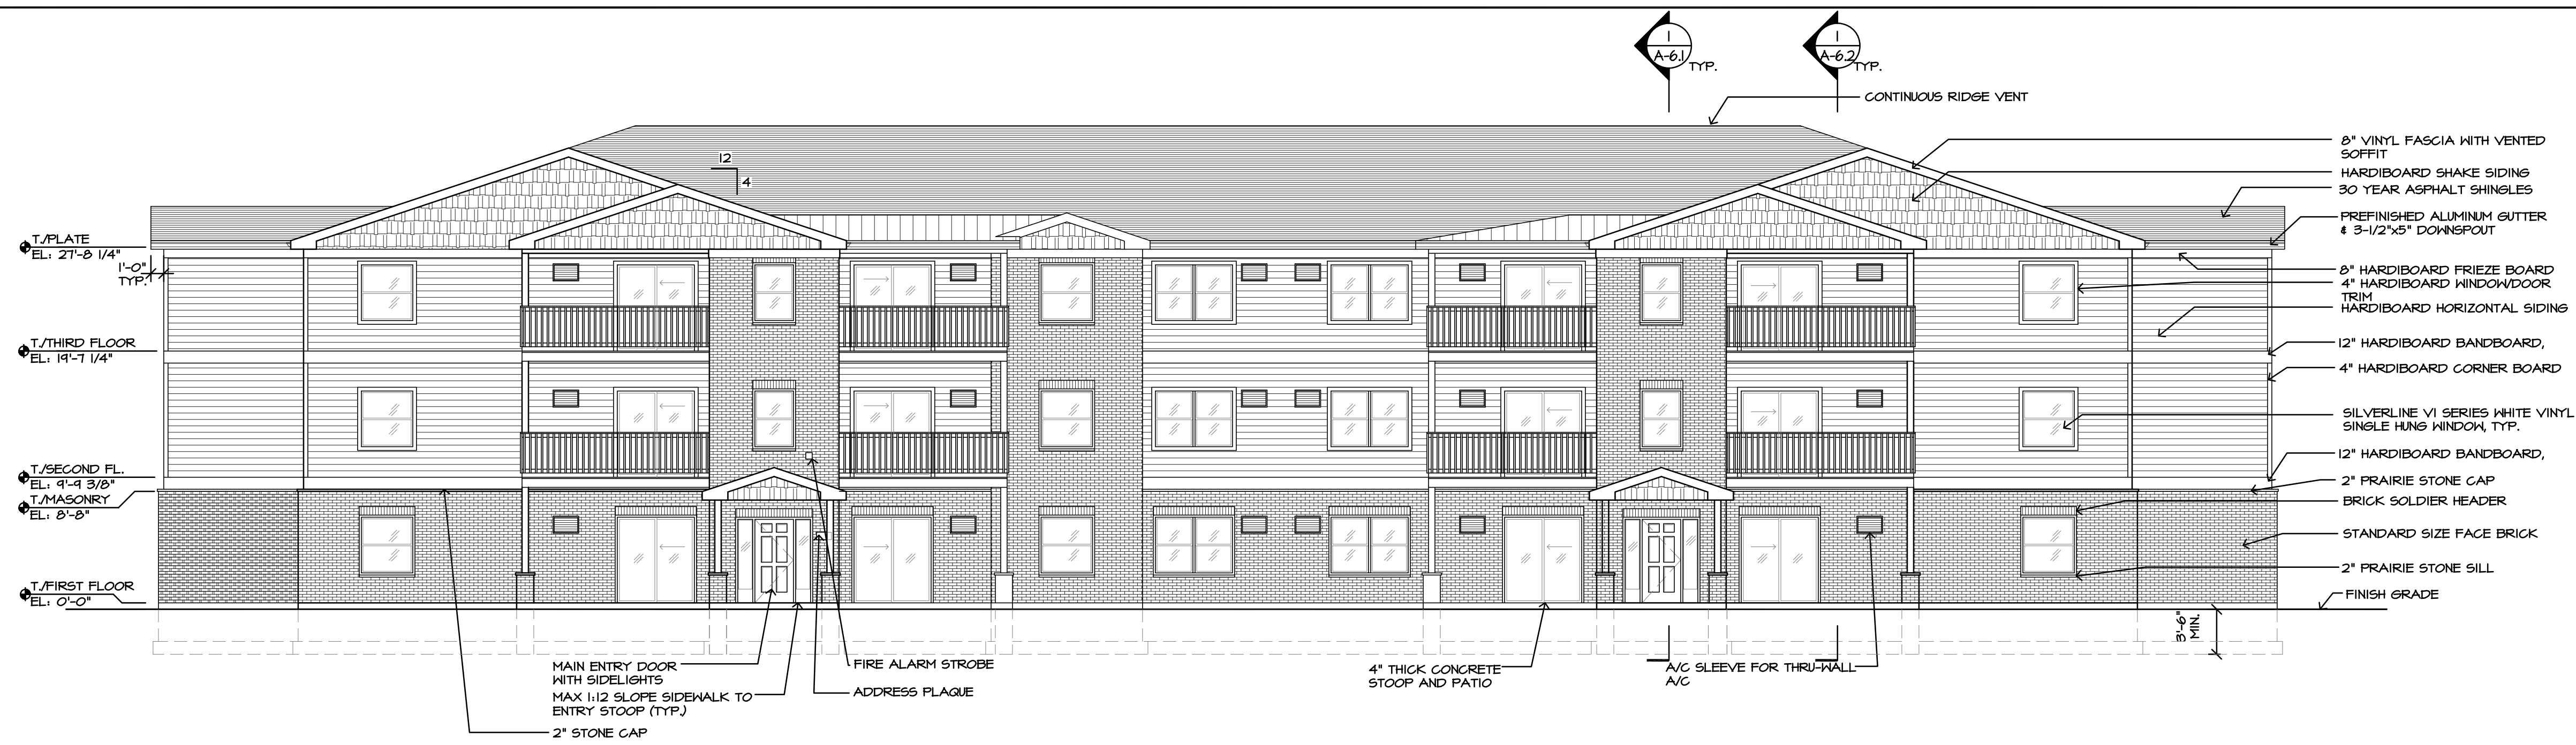 1
A-6.1
TYP.
1
A-6.2
TYP.
CONTINUOUS RIDGE VENT
12
4
8" VINYL FASCIA WITH VENTED
SOFFIT
HARDIBOARD SHAKE SIDING
30 YEAR ASPHALT SHINGLES
PREFINISHED ALUMINUM GUTTER
& 3-1/2"x5" DOWNSPOUT
8" HARDIBOARD FRIEZE BOARD
4" HARDIBOARD WINDOW/DOOR
TRIM
HARDIBOARD HORIZONTAL SIDING
12" HARDIBOARD BANDBOARD,
4" HARDIBOARD CORNER BOARD
SILVERLINE V1 SERIES WHITE VINYL
SINGLE HUNG WINDOW, TYP.
12" HARDIBOARD BANDBOARD,
2" PRAIRIE STONE CAP
BRICK SOLDIER HEADER
STANDARD SIZE FACE BRICK
2" PRAIRIE STONE SILL
FINISH GRADE
3'-6"
MIN.
T./PLATE
EL: 27'-8 1/4"
1'-0"
TYP.
T./THIRD FLOOR
EL: 19'-7 1/4"
T./SECOND FL.
EL: 9'-9 3/8"
T./MASONRY
EL: 8'-8"
T./FIRST FLOOR
EL: 0'-0"
MAIN ENTRY DOOR
WITH SIDELIGHTS
MAX 1:12 SLOPE SIDEWALK TO
ENTRY STOOP (TYP.)
2" STONE CAP
FIRE ALARM STROBE
ADDRESS PLAQUE
4" THICK CONCRETE
STOOP AND PATIO
A/C SLEEVE FOR THRU-WALL
A/C